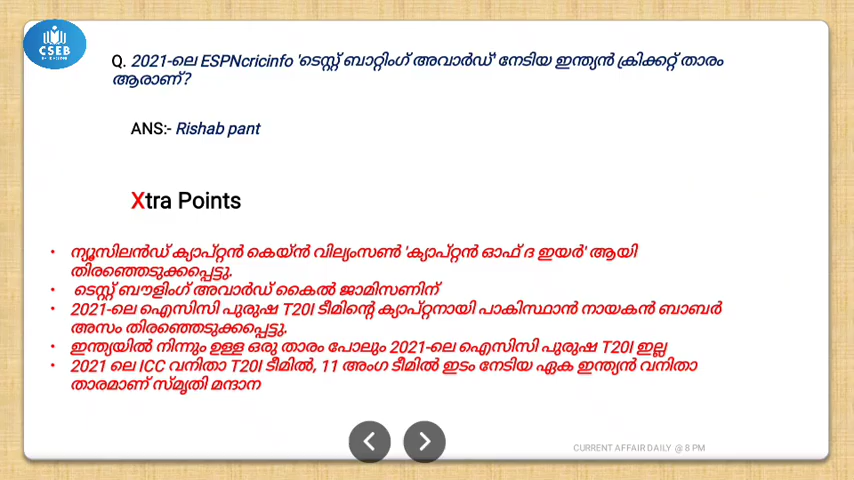 CSEB
Q. 2021-ലെ ESPNcricinfo 'ടെസ്റ്റ് ബാറ്റിംഗ് അവാർഡ്' നേടിയ ഇന്ത്യൻ ക്രിക്കറ്റ് താരം
ആരാണ്?
ANS:- Rishab pant
Xtra Points
• ന്യൂസിലൻഡ് ക്യാപ്റ്റൻ കെയ്ൻ വില്യംസൺ 'ക്യാപ്റ്റൻ ഓഫ് ദ ഇയർ' ആയി
തിരഞ്ഞെടുക്കപ്പെട്ടു.
• ടെസ്റ്റ് ബൗളിംഗ് അവാർഡ് കൈൽ ജാമിസണിന്
• 2021-ലെ ഐസിസി പുരുഷ T20I ടീമിന്റെ ക്യാപ്റ്റനായി പാകിസ്ഥാൻ നായകൻ ബാബർ
അസം തിരഞ്ഞെടുക്കപ്പെട്ടു.
• ഇന്ത്യയിൽ നിന്നും ഉള്ള ഒരു താരം പോലും 2021-ലെ ഐസിസി പുരുഷ T20I ഇല്ല
• 2021 ലെ ICC വനിതാ T20I ടീമിൽ, 11 അംഗ ടീമിൽ ഇടം നേടിയ ഏക ഇന്ത്യൻ വനിതാ
താരമാണ് സ്മൃതി മന്ദാന
CURRENT AFFAIR DAILY @ 8 PM